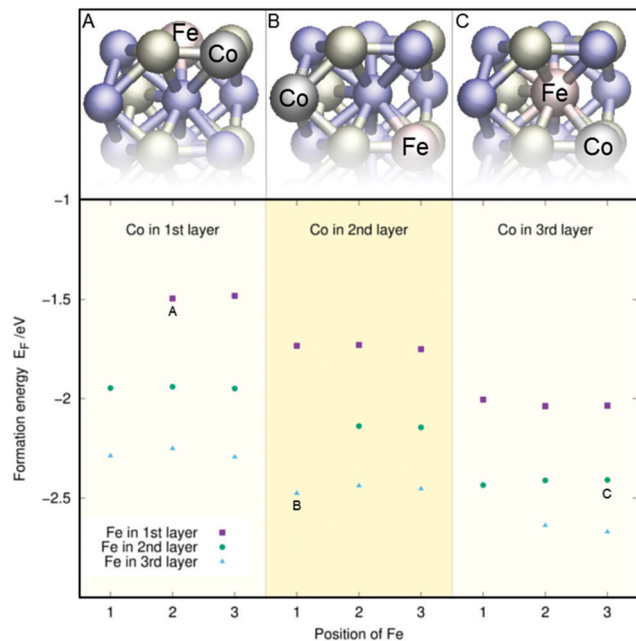 A B C
Fe
Co
Co
Fe
Fe
Co
Co in 1st layer Co in 2nd layer Co in 3rd layer
-1
-1.5
-2
-2.5
Formation energy E_F /eV
A
B
C
Fe in 1st layer
Fe in 2nd layer
Fe in 3rd layer
1 2 3 1 2 3 1 2 3
Position of Fe